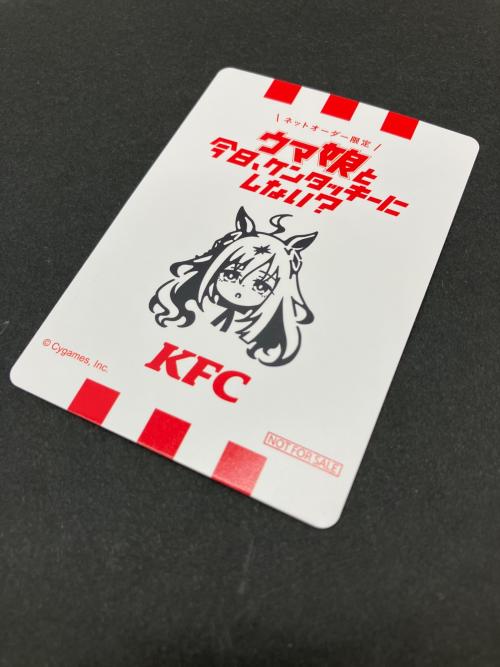 \ ネットオーダー限定 /
ウマ娘と
今日、ケンタッキーに
しない?
© Cygames, Inc.
KFC
NOT FOR SALE